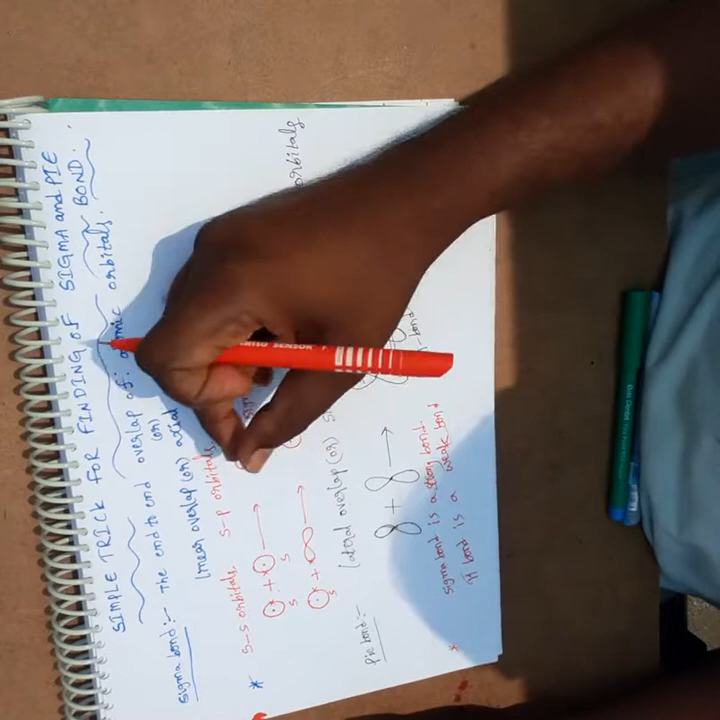 SIMPLE TRICK FOR FINDING OF SIGMA and PIE
BOND.
Sigma bond:- The end to end overlap of: orbitals.
(or)
linear overlap (or) axial
* s-s orbitals. s-p orbitals. orbitals
+
s s
+
s s
Pie bond:- lateral overlap (or)
+
bond
* Sigma bond is a strong bond.
π bond is a weak bond